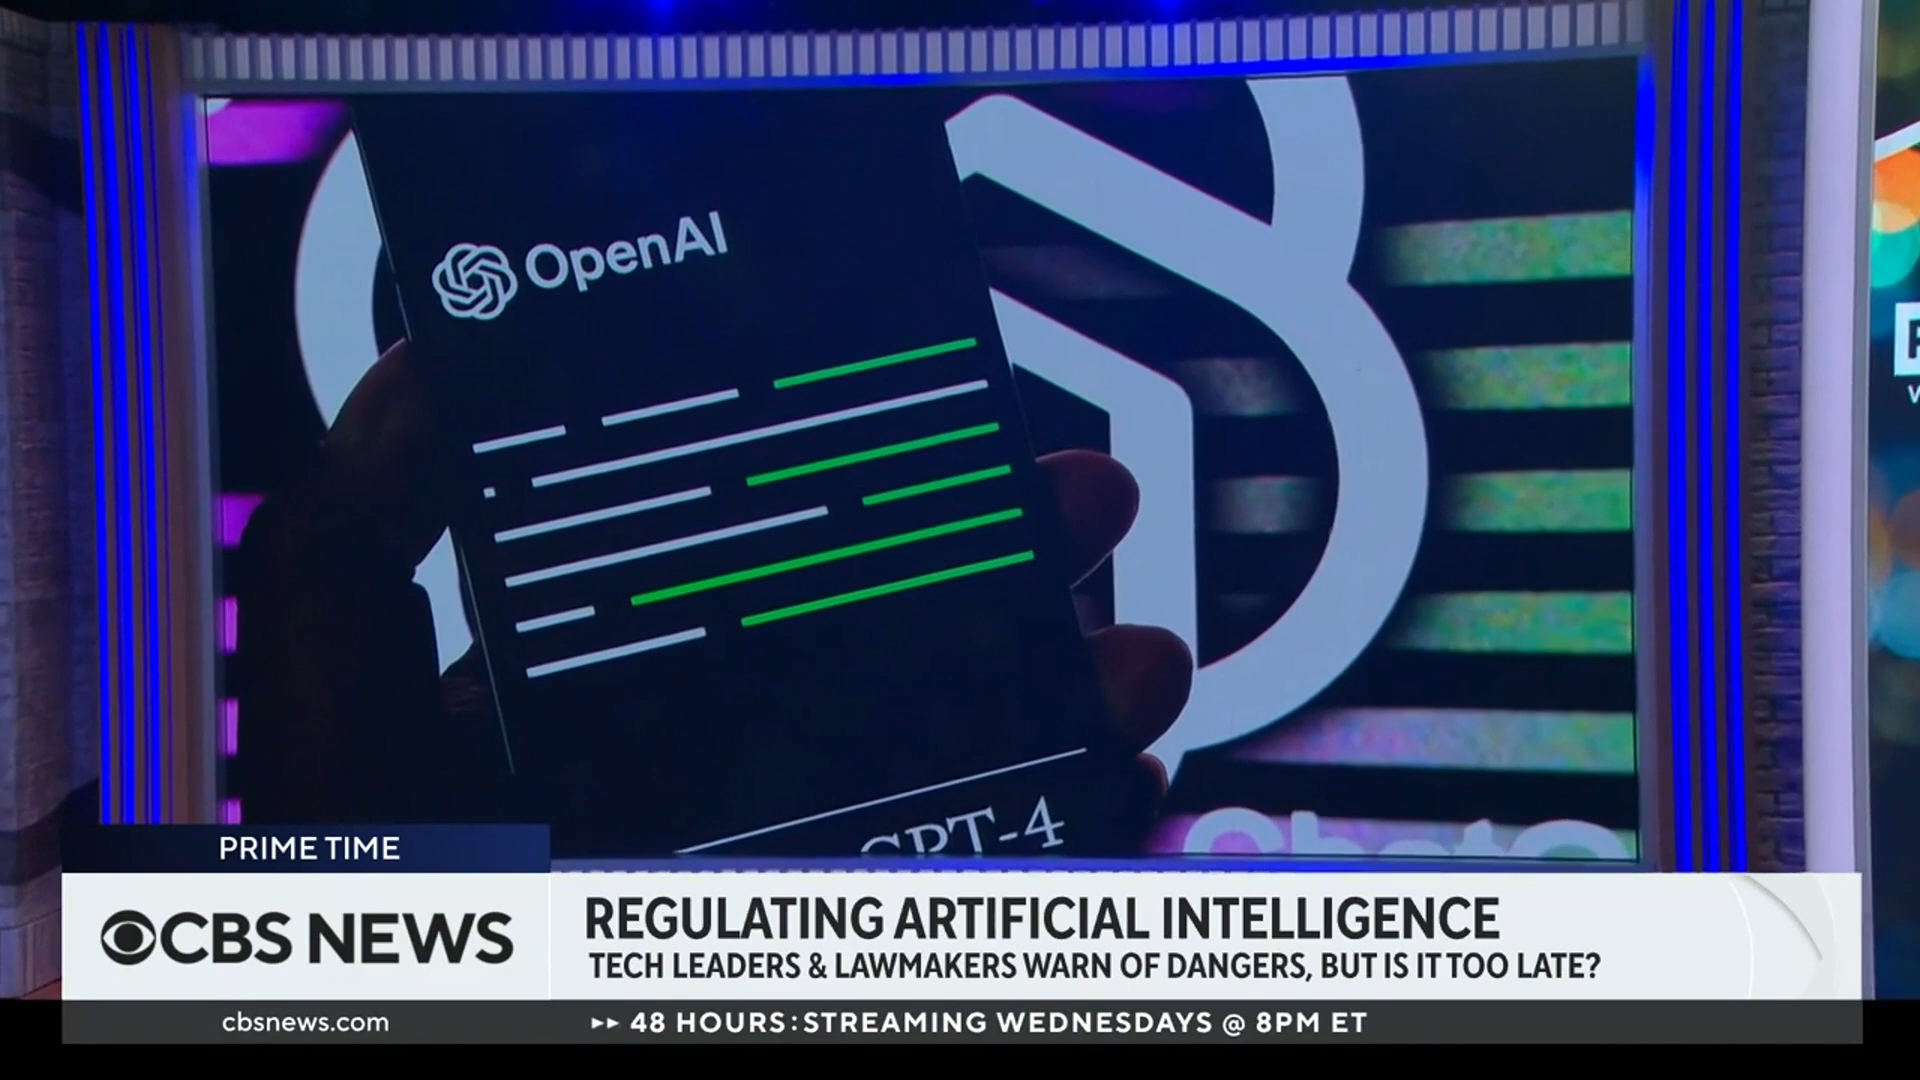 OpenAI
GPT-4
PRIME TIME
CBS NEWS
REGULATING ARTIFICIAL INTELLIGENCE
TECH LEADERS & LAWMAKERS WARN OF DANGERS, BUT IS IT TOO LATE?
cbsnews.com
48 HOURS: STREAMING WEDNESDAYS @ 8PM ET